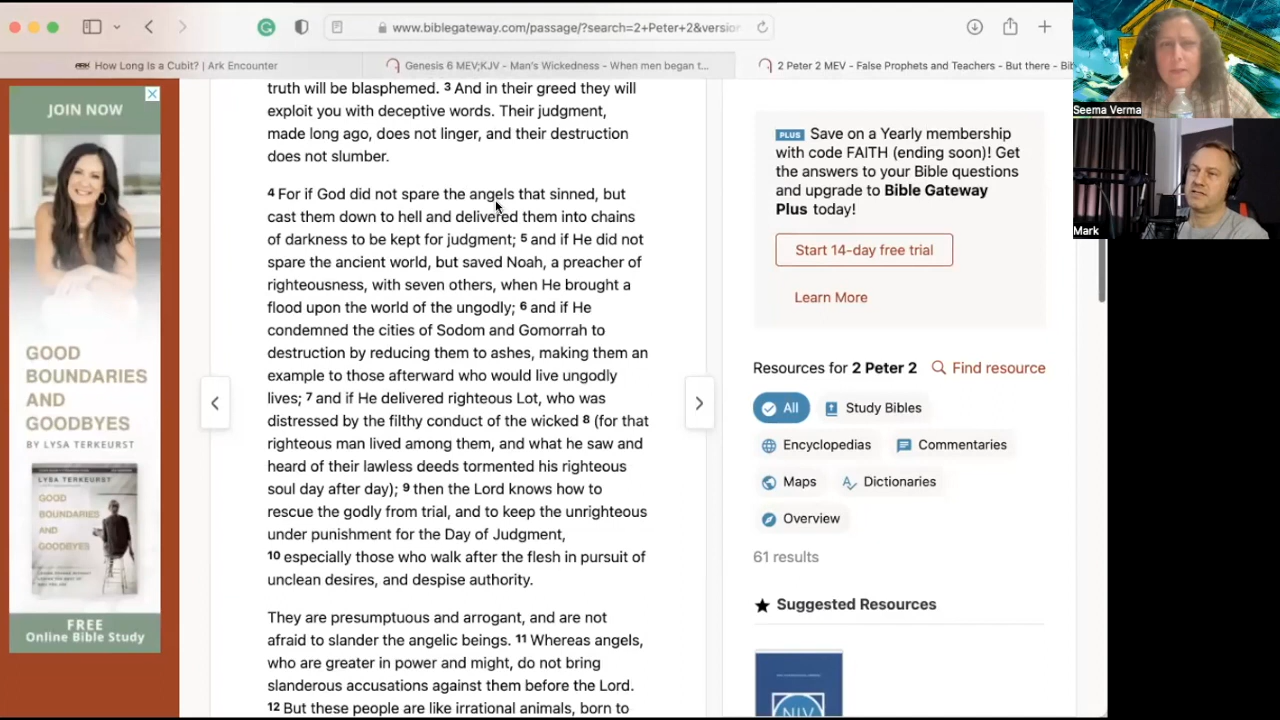 www.biblegateway.com/passage/?search=2+Peter+2&version
How Long Is a Cubit? | Ark Encounter
Genesis 6 MEV;KJV - Man's Wickedness - When men began t...
2 Peter 2 MEV - False Prophets and Teachers - But there - Bib
Seema Verma
Mark
JOIN NOW
GOOD
BOUNDARIES
AND
GOODBYES
BY LYSA TERKEURST
LYSA TERKEURST
GOOD
BOUNDARIES
AND
GOODBYES
FREE
Online Bible Study
truth will be blasphemed. 3 And in their greed they will
exploit you with deceptive words. Their judgment,
made long ago, does not linger, and their destruction
does not slumber.
4 For if God did not spare the angels that sinned, but
cast them down to hell and delivered them into chains
of darkness to be kept for judgment; 5 and if He did not
spare the ancient world, but saved Noah, a preacher of
righteousness, with seven others, when He brought a
flood upon the world of the ungodly; 6 and if He
condemned the cities of Sodom and Gomorrah to
destruction by reducing them to ashes, making them an
example to those afterward who would live ungodly
lives; 7 and if He delivered righteous Lot, who was
distressed by the filthy conduct of the wicked 8 (for that
righteous man lived among them, and what he saw and
heard of their lawless deeds tormented his righteous
soul day after day); 9 then the Lord knows how to
rescue the godly from trial, and to keep the unrighteous
under punishment for the Day of Judgment,
10 especially those who walk after the flesh in pursuit of
unclean desires, and despise authority.
They are presumptuous and arrogant, and are not
afraid to slander the angelic beings. 11 Whereas angels,
who are greater in power and might, do not bring
slanderous accusations against them before the Lord.
12 But these people are like irrational animals, born to
PLUS Save on a Yearly membership
with code FAITH (ending soon)! Get
the answers to your Bible questions
and upgrade to Bible Gateway
Plus today!
Start 14-day free trial
Learn More
Resources for 2 Peter 2 Find resource
All Study Bibles
Encyclopedias Commentaries
Maps Dictionaries
Overview
61 results
Suggested Resources
NIV